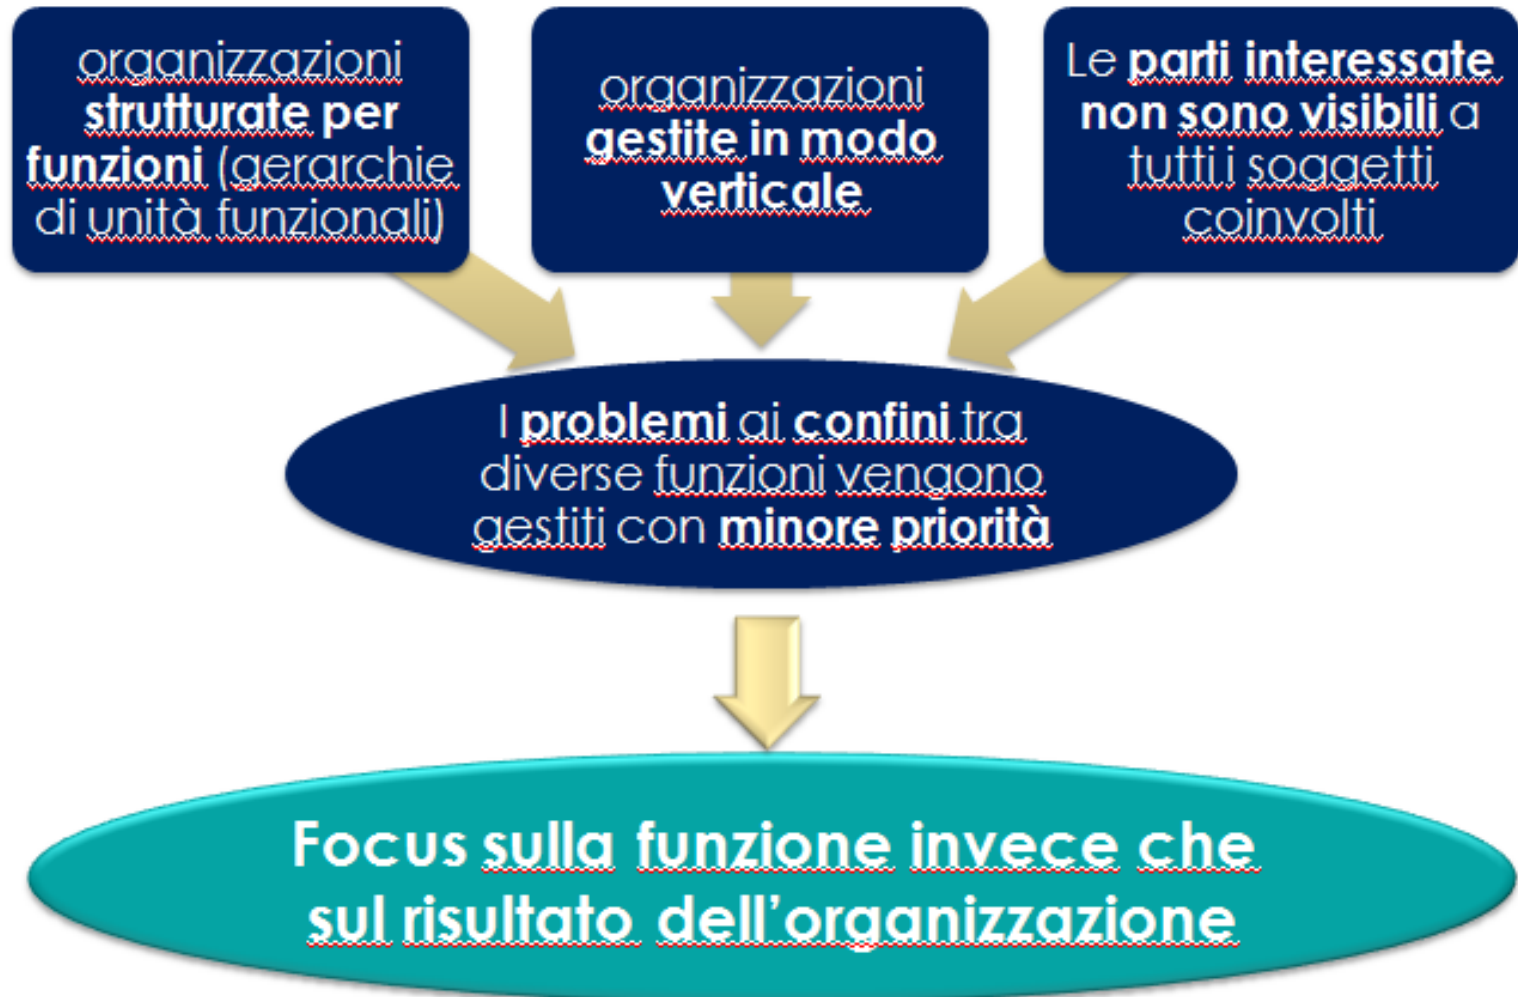 organizzazioni
strutturate per
funzioni (gerarchie
di unità funzionali)
organizzazioni
gestite in modo
verticale
Le parti interessate
non sono visibili a
tutti i soggetti
coinvolti
I problemi ai confini tra
diverse funzioni vengono
gestiti con minore priorità
Focus sulla funzione invece che
sul risultato dell’organizzazione